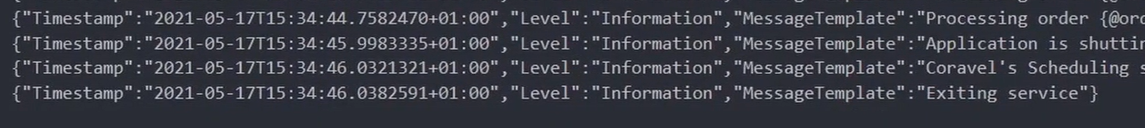 {"Timestamp":"2021-05-17T15:34:44.7582470+01:00","Level":"Information","MessageTemplate":"Processing order {@or
{"Timestamp":"2021-05-17T15:34:45.9983335+01:00","Level":"Information","MessageTemplate":"Application is shutti
{"Timestamp":"2021-05-17T15:34:46.0321321+01:00","Level":"Information","MessageTemplate":"Coravel's Scheduling s
{"Timestamp":"2021-05-17T15:34:46.0382591+01:00","Level":"Information","MessageTemplate":"Exiting service"}